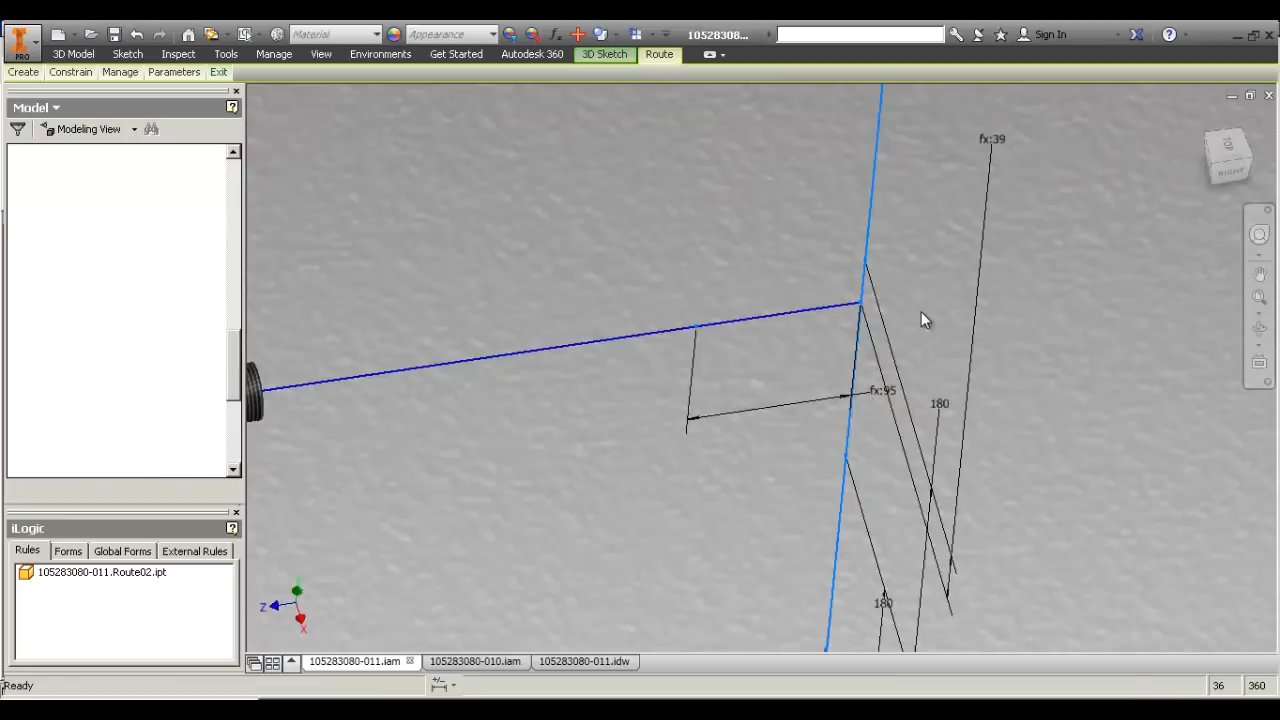 Material
Appearance
fx
10528308...
Sign In
PRO
3D Model
Sketch
Inspect
Tools
Manage
View
Environments
Get Started
Autodesk 360
3D Sketch
Route
Create
Constrain
Manage
Parameters
Exit
Model
Modeling View
TOP
fx:39
fx:95
180
180
iLogic
Rules
Forms
Global Forms
External Rules
105283080-011.Route02.ipt
Z
X
105283080-011.iam
105283080-010.iam
105283080-011.idw
Ready
36
360